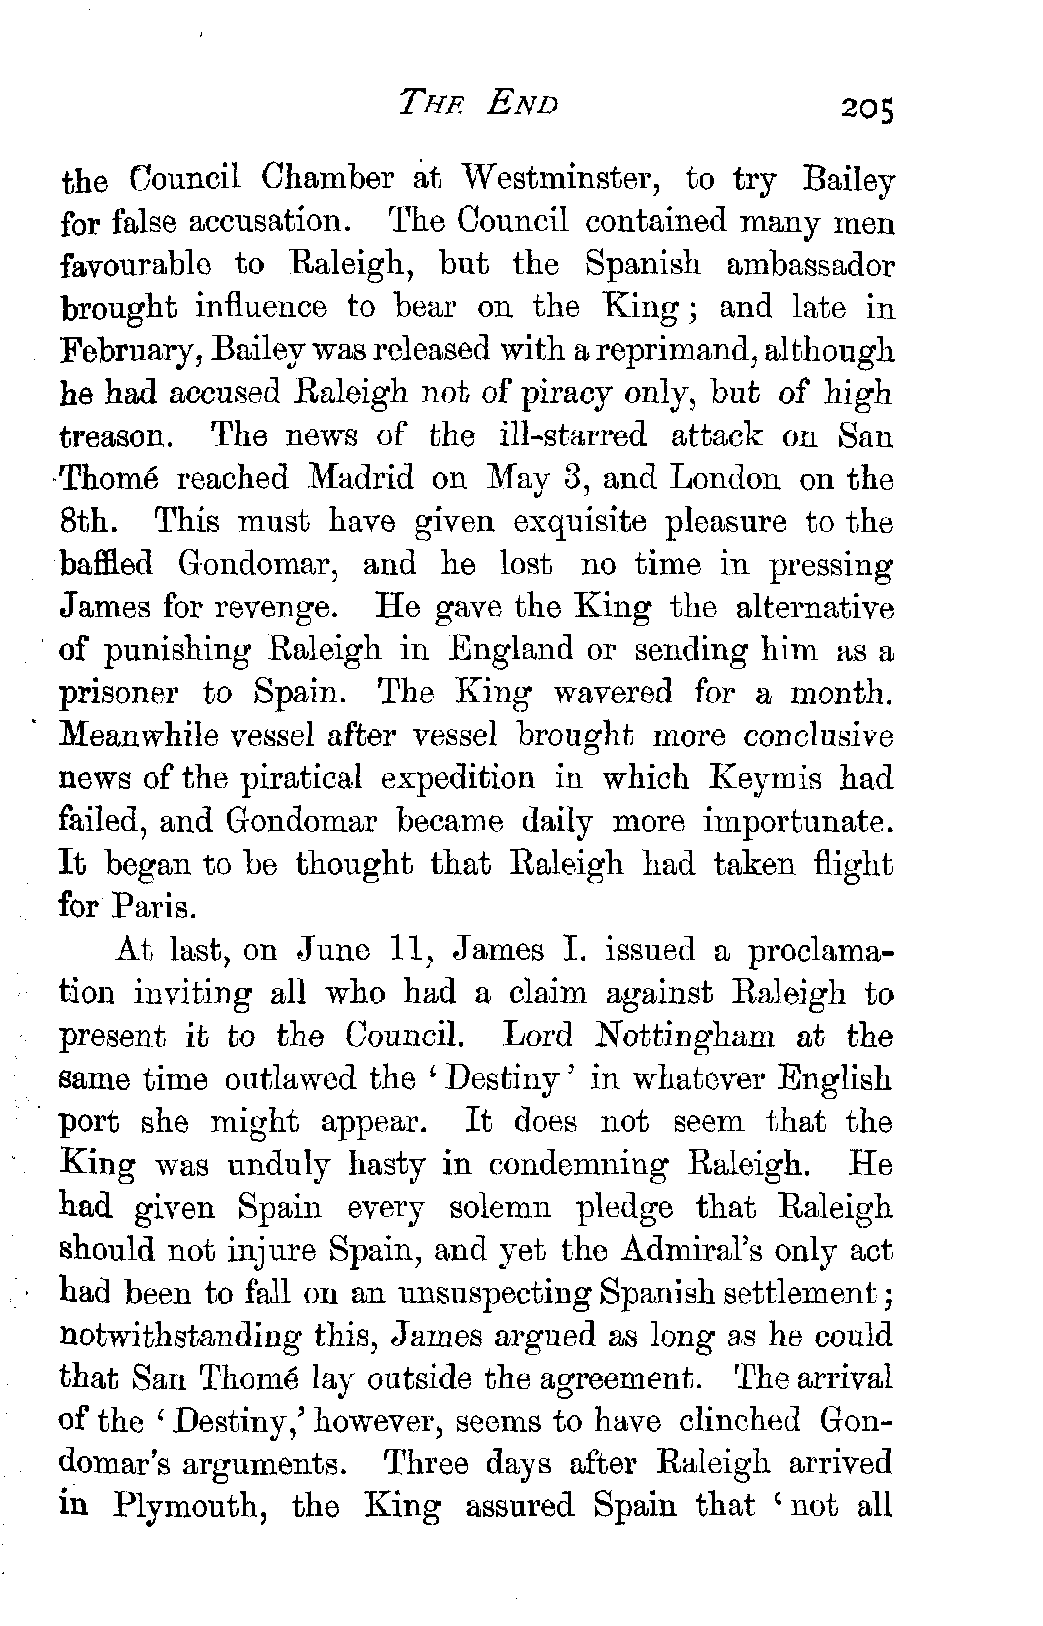 THE END 205
the Council Chamber at Westminster, to try Bailey
for false accusation. The Council contained many men
favourable to Raleigh, but the Spanish ambassador
brought influence to bear on the King; and late in
February, Bailey was released with a reprimand, although
he had accused Raleigh not of piracy only, but of high
treason. The news of the ill-starred attack on San
Thomé reached Madrid on May 3, and London on the
8th. This must have given exquisite pleasure to the
baffled Gondomar, and he lost no time in pressing
James for revenge. He gave the King the alternative
of punishing Raleigh in England or sending him as a
prisoner to Spain. The King wavered for a month.
Meanwhile vessel after vessel brought more conclusive
news of the piratical expedition in which Keymis had
failed, and Gondomar became daily more importunate.
It began to be thought that Raleigh had taken flight
for Paris.
At last, on June 11, James I. issued a proclama-
tion inviting all who had a claim against Raleigh to
present it to the Council. Lord Nottingham at the
same time outlawed the ‘Destiny’ in whatever English
port she might appear. It does not seem that the
King was unduly hasty in condemning Raleigh. He
had given Spain every solemn pledge that Raleigh
should not injure Spain, and yet the Admiral’s only act
had been to fall on an unsuspecting Spanish settlement;
notwithstanding this, James argued as long as he could
that San Thomé lay outside the agreement. The arrival
of the ‘Destiny,’ however, seems to have clinched Gon-
domar’s arguments. Three days after Raleigh arrived
in Plymouth, the King assured Spain that ‘not all